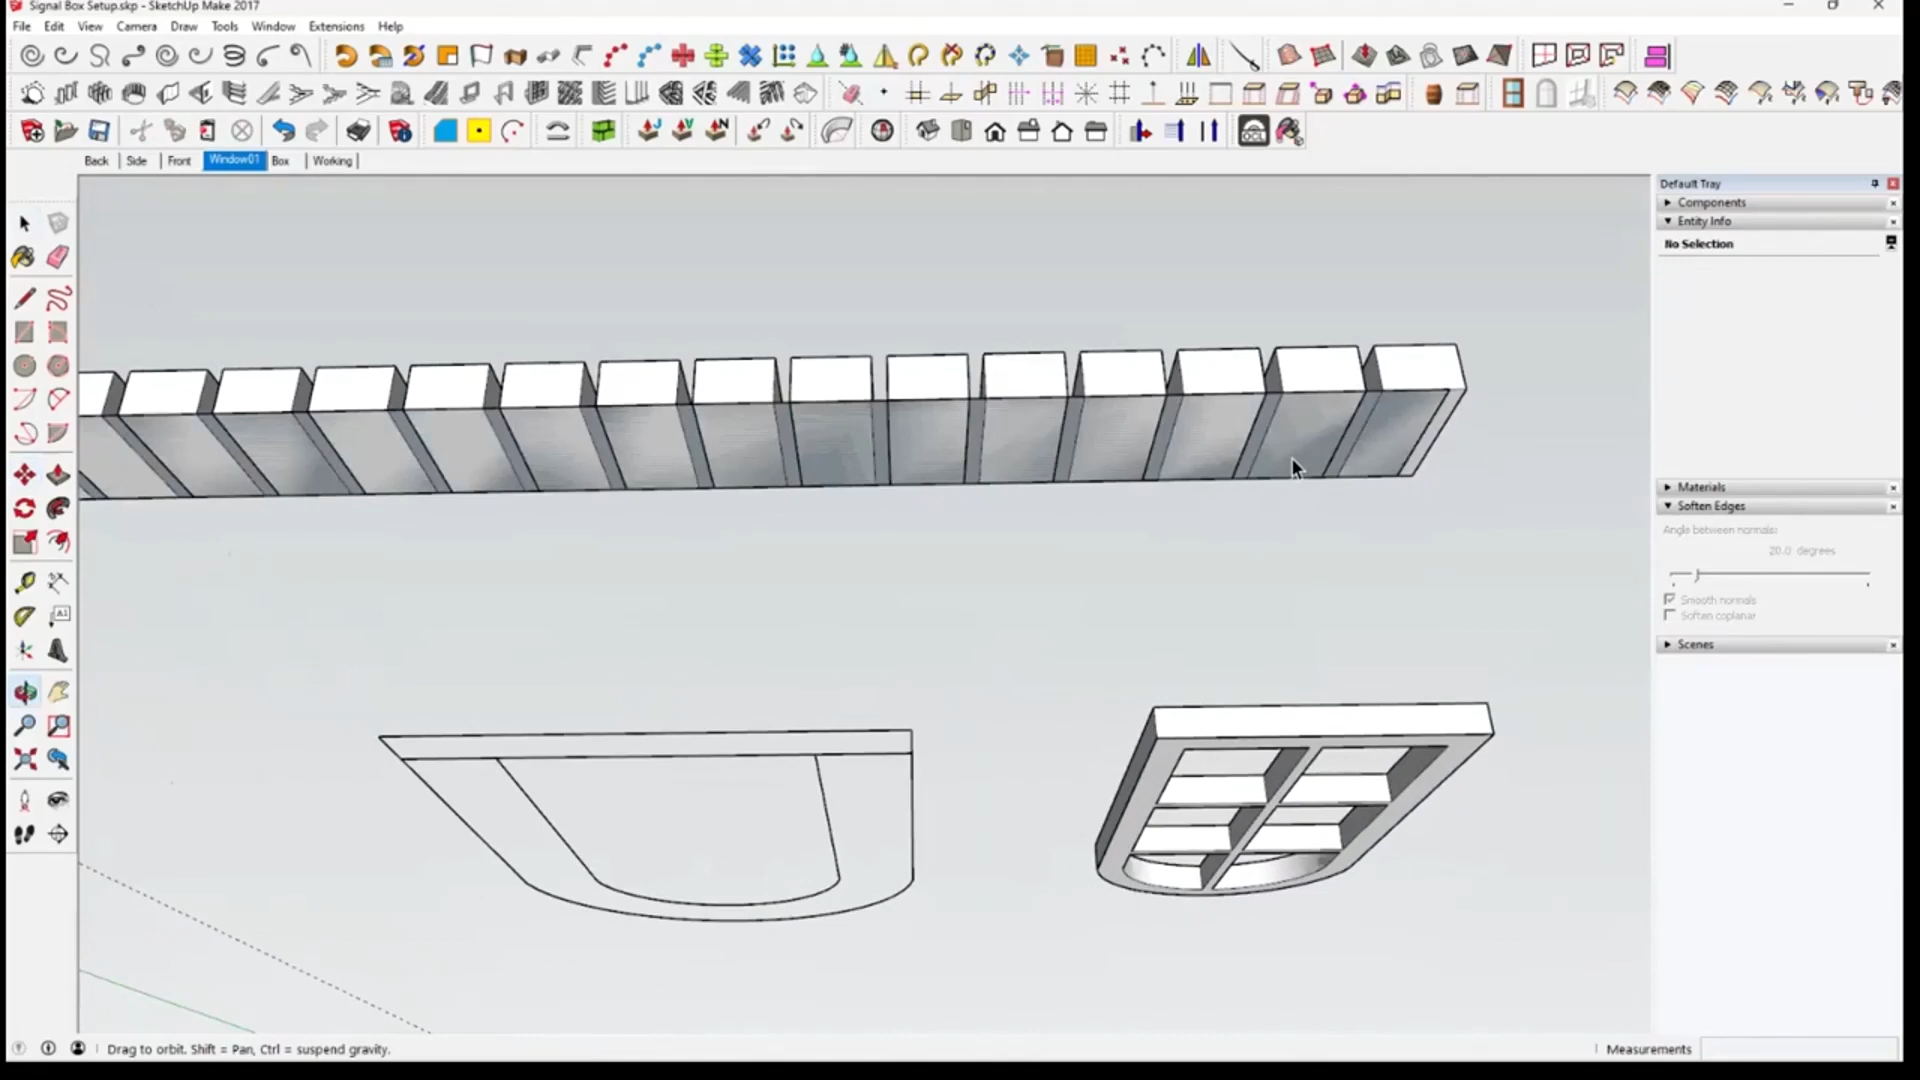 Signal Box Setup.skp - SketchUp Make 2017
File Edit View Camera Draw Tools Window Extensions Help
Back Side Front Window01 Box Working
Default Tray
Components
Entity Info
No Selection
Materials
Soften Edges
Angle between normals:
20.0 degrees
Smooth normals
Soften coplanar
Scenes
Drag to orbit. Shift = Pan, Ctrl = suspend gravity.
Measurements